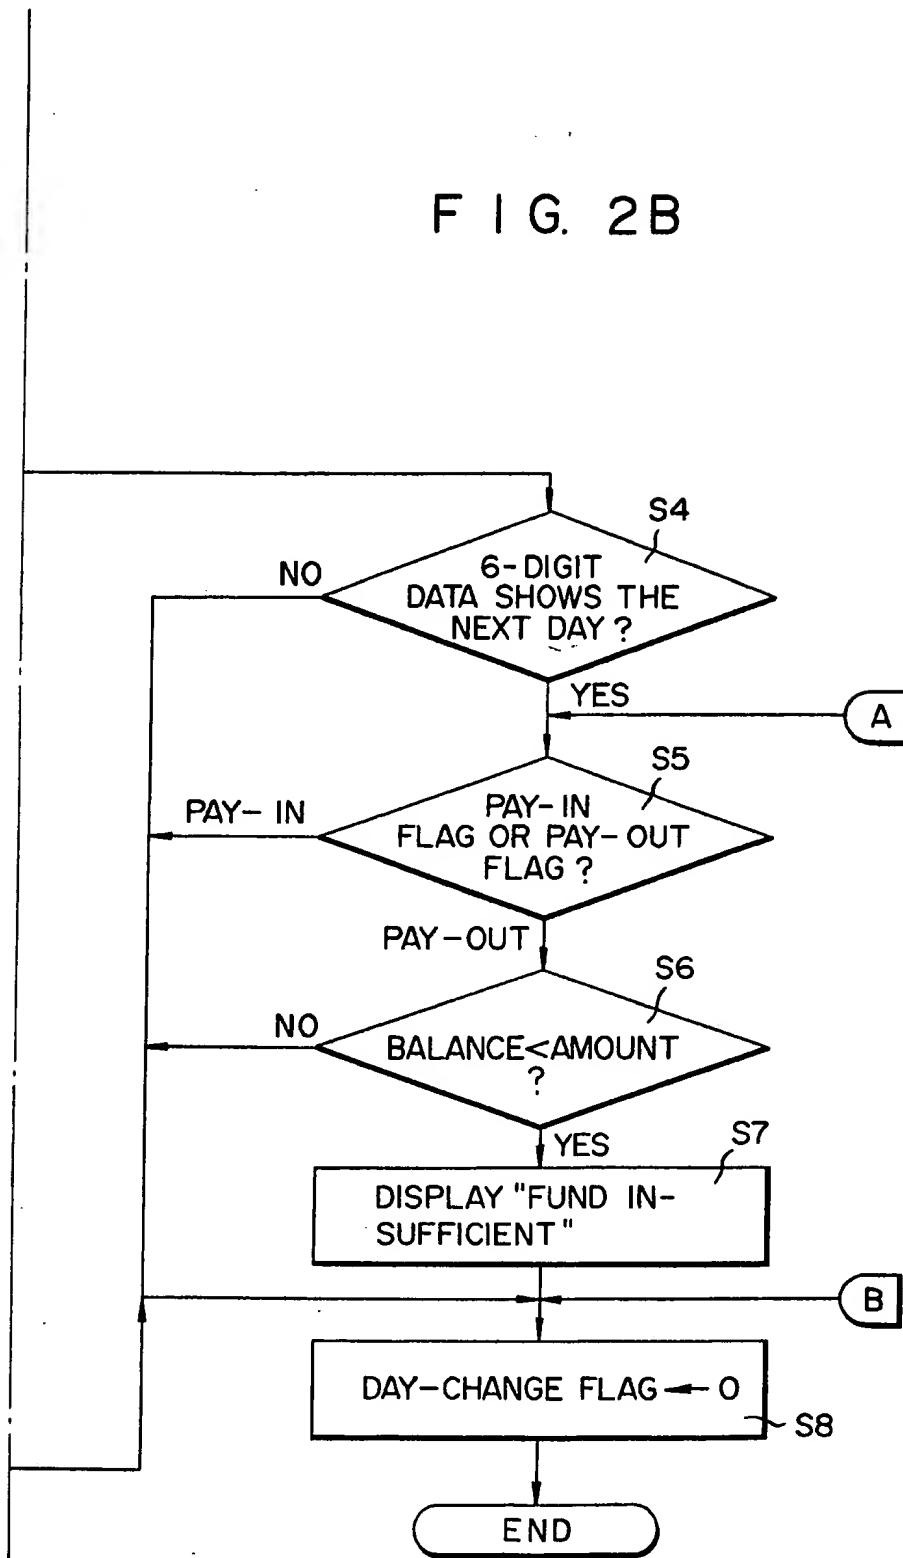 FIG. 2B
S4
6-DIGIT
DATA SHOWS THE
NEXT DAY ?
NO
YES
A
S5
PAY-IN
FLAG OR PAY-OUT
FLAG ?
PAY-IN
PAY-OUT
S6
BALANCE<AMOUNT
?
NO
YES
S7
DISPLAY "FUND IN-
SUFFICIENT"
B
DAY-CHANGE FLAG ← 0
S8
END